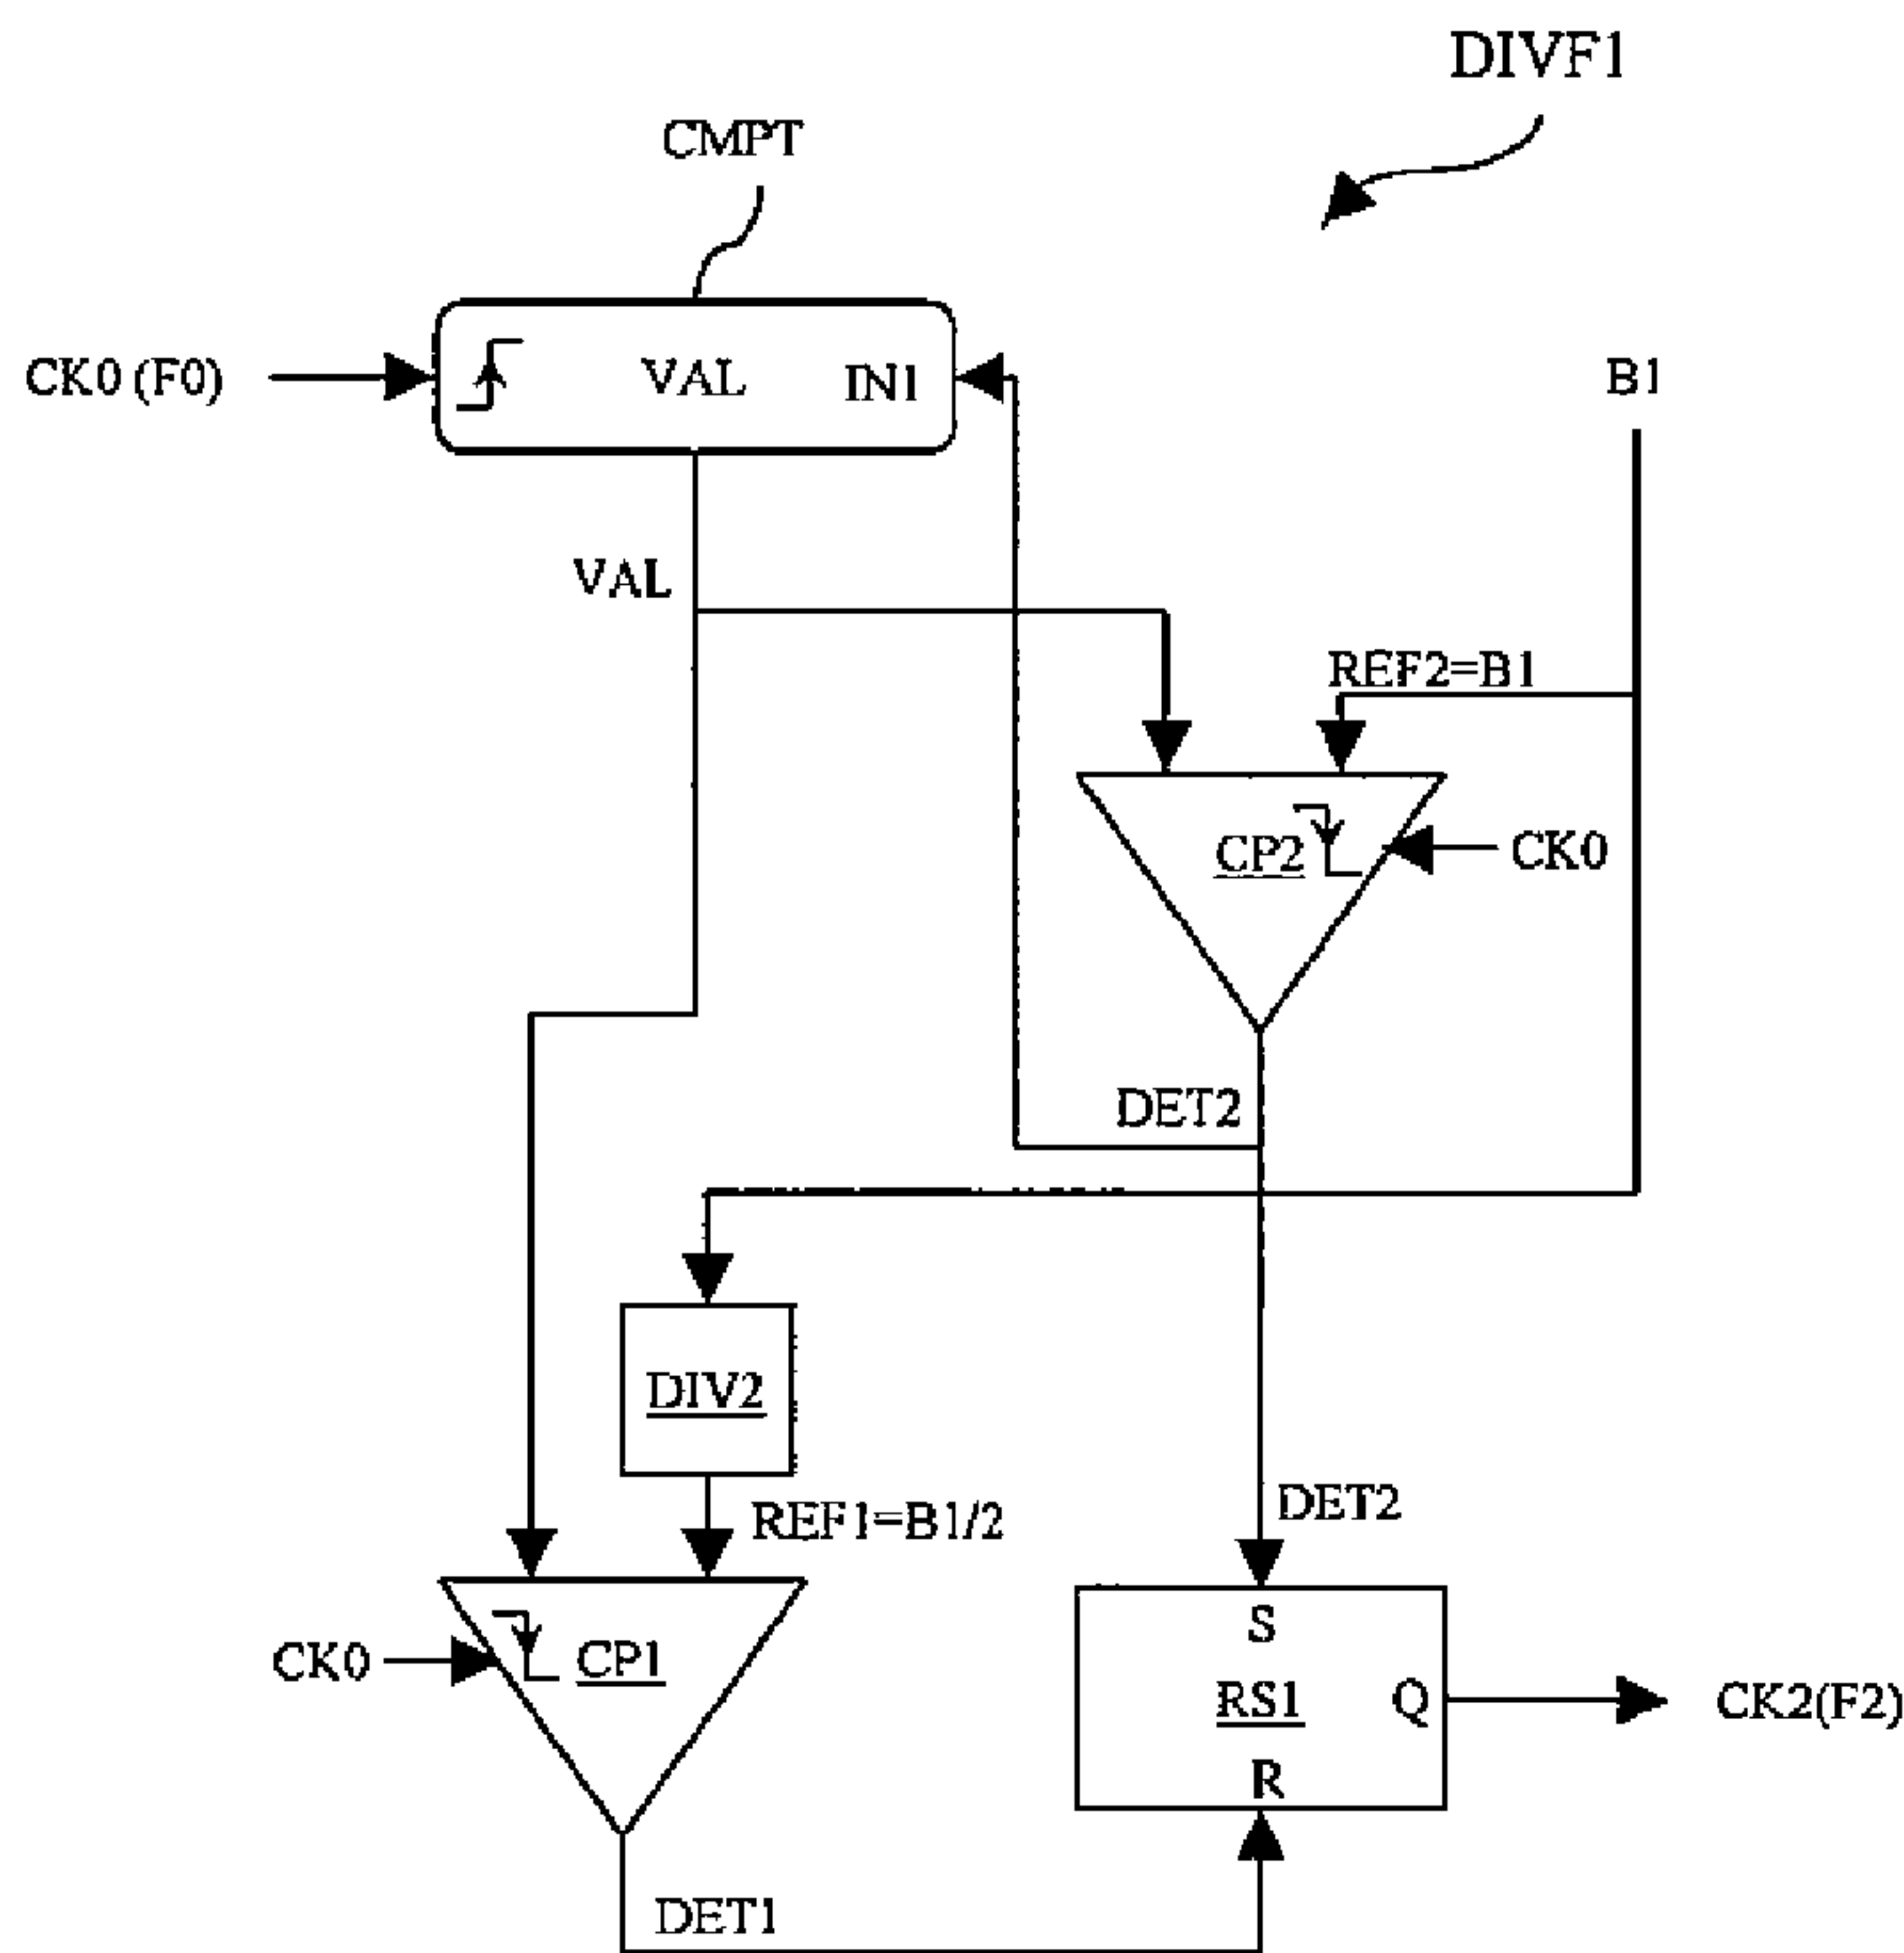 DIVF1
CMPT
CK0 (F0)
VAL
IN1
B1
VAL
REF2=B1
CP2
CK0
DET2
DIV2
REF1=B1/2
DET2
CK0
CP1
S
RS1
Q
R
CK2(F2)
DET1